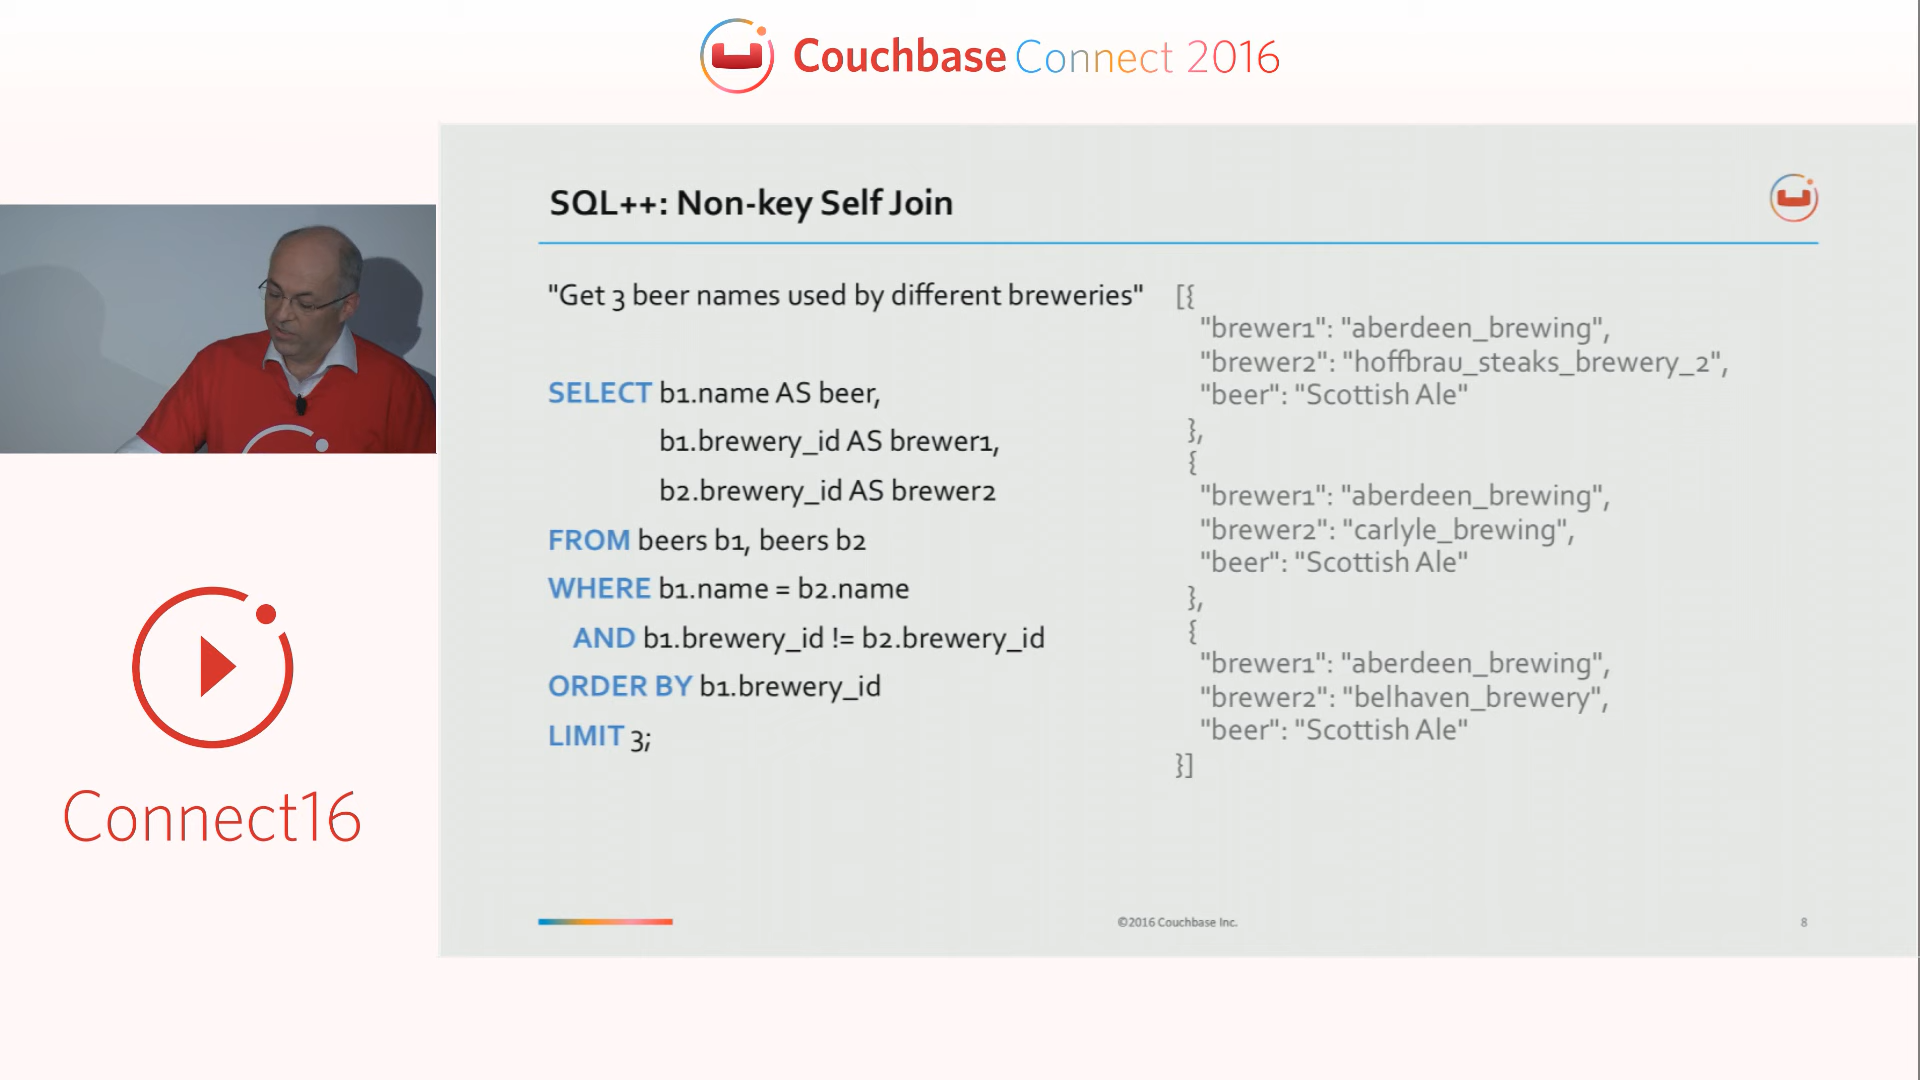 Couchbase Connect 2016
SQL++: Non-key Self Join
"Get 3 beer names used by different breweries"
SELECT b1.name AS beer,
b1.brewery_id AS brewer1,
b2.brewery_id AS brewer2
FROM beers b1, beers b2
WHERE b1.name = b2.name
AND b1.brewery_id != b2.brewery_id
ORDER BY b1.brewery_id
LIMIT 3;
[{
"brewer1": "aberdeen_brewing",
"brewer2": "hoffbrau_steaks_brewery_2",
"beer": "Scottish Ale"
},
{
"brewer1": "aberdeen_brewing",
"brewer2": "carlyle_brewing",
"beer": "Scottish Ale"
},
{
"brewer1": "aberdeen_brewing",
"brewer2": "belhaven_brewery",
"beer": "Scottish Ale"
}]
Connect16
©2016 Couchbase Inc.
8